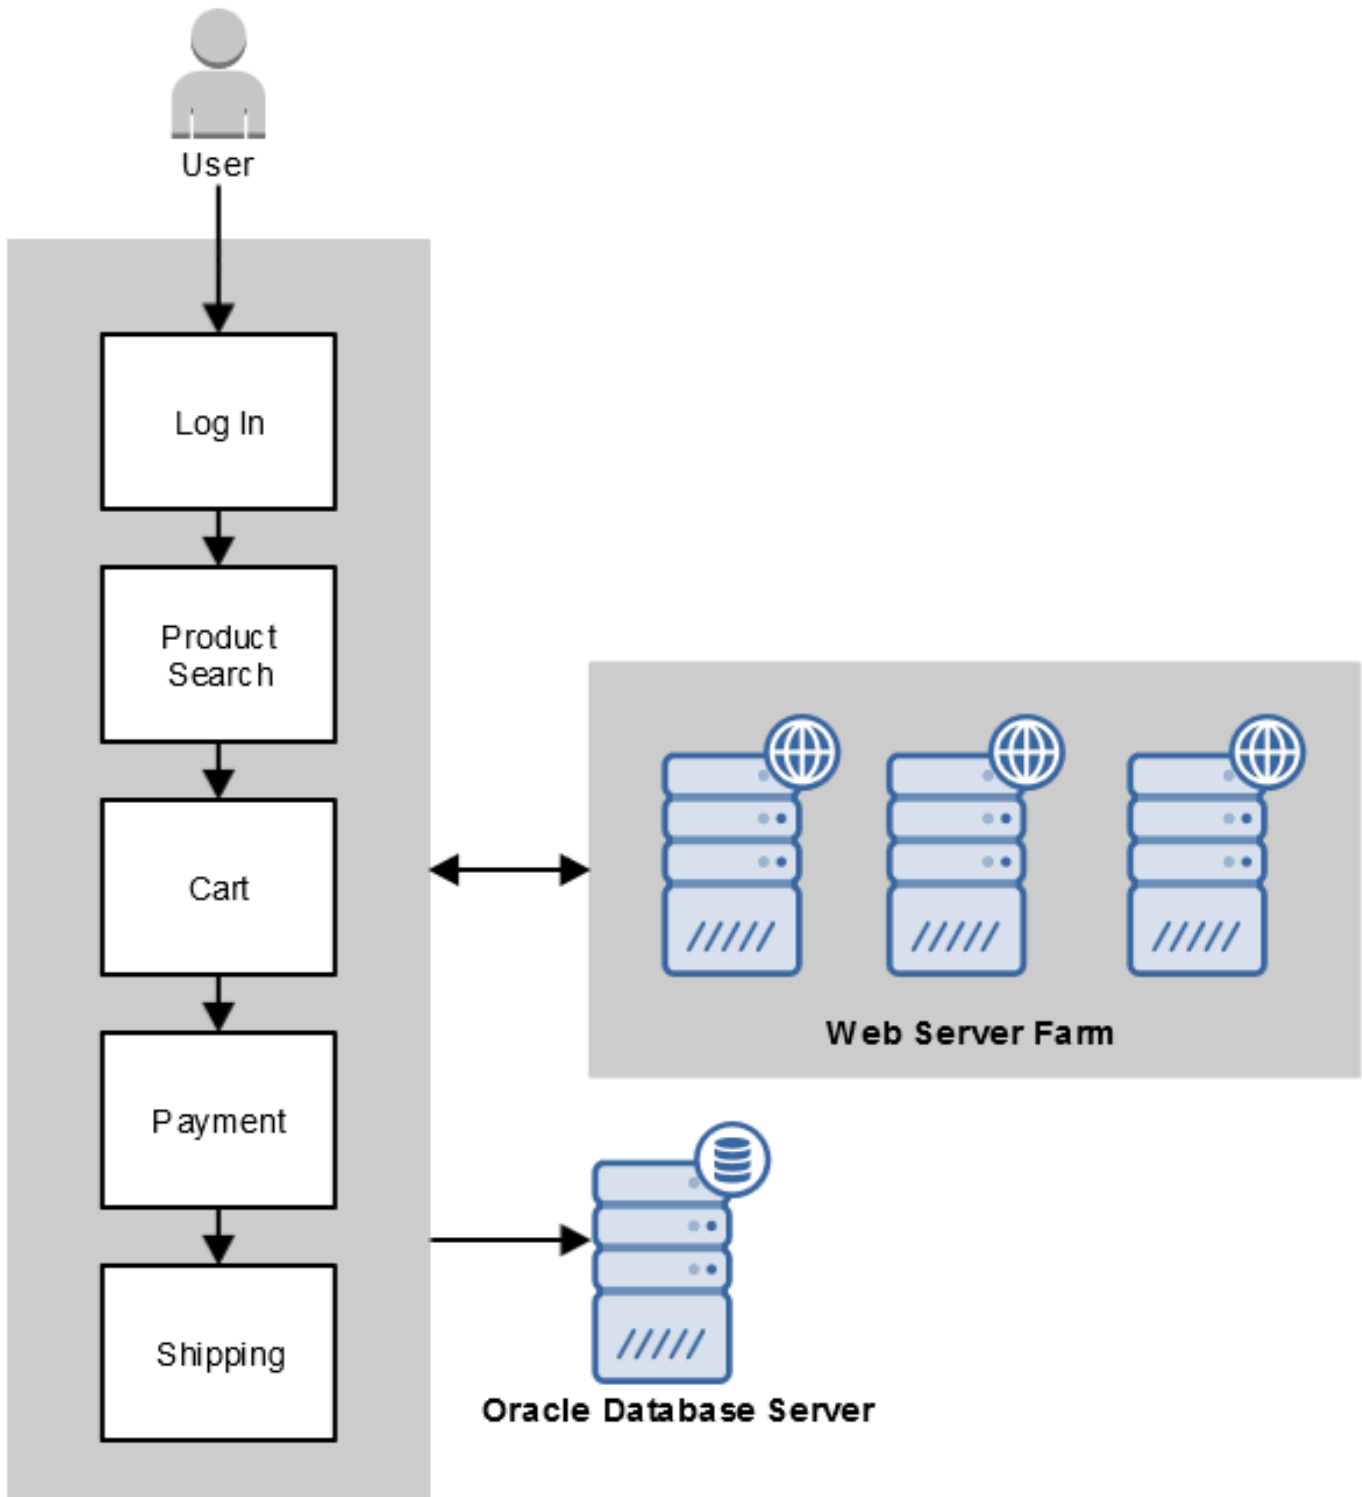 User
Log In
Product
Search
Cart
Payment
Shipping
Web Server Farm
Oracle Database Server